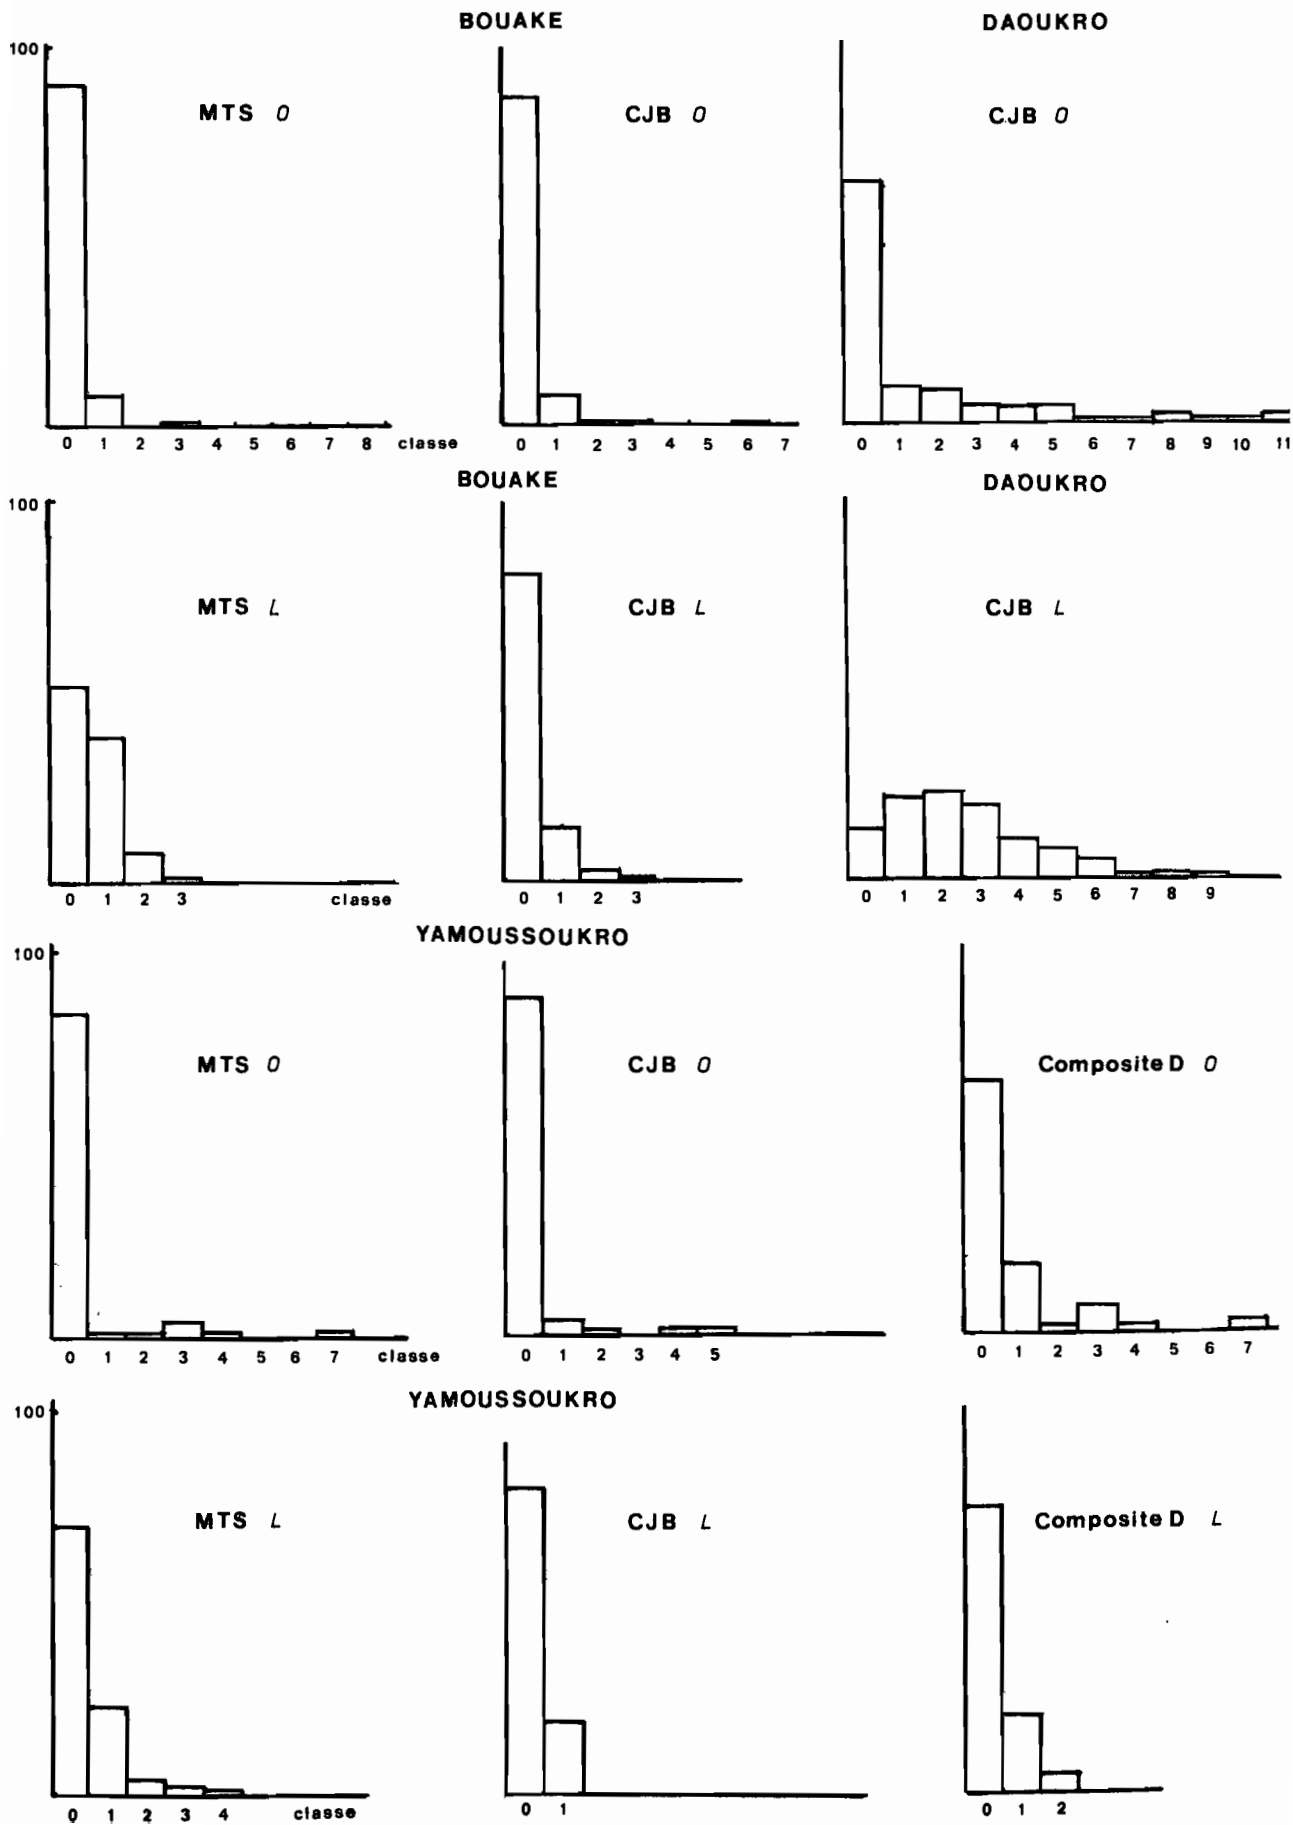 BOUAKE DAOUKRO
100
MTS O CJB O CJB O
0 1 2 3 4 5 6 7 8 classe 0 1 2 3 4 5 6 7 0 1 2 3 4 5 6 7 8 9 10 11
BOUAKE DAOUKRO
100
MTS L CJB L CJB L
0 1 2 3 classe 0 1 2 3 0 1 2 3 4 5 6 7 8 9
YAMOUSSOUKRO
100
MTS O CJB O Composite D O
0 1 2 3 4 5 6 7 classe 0 1 2 3 4 5 0 1 2 3 4 5 6 7
YAMOUSSOUKRO
100
MTS L CJB L Composite D L
0 1 2 3 4 classe 0 1 0 1 2